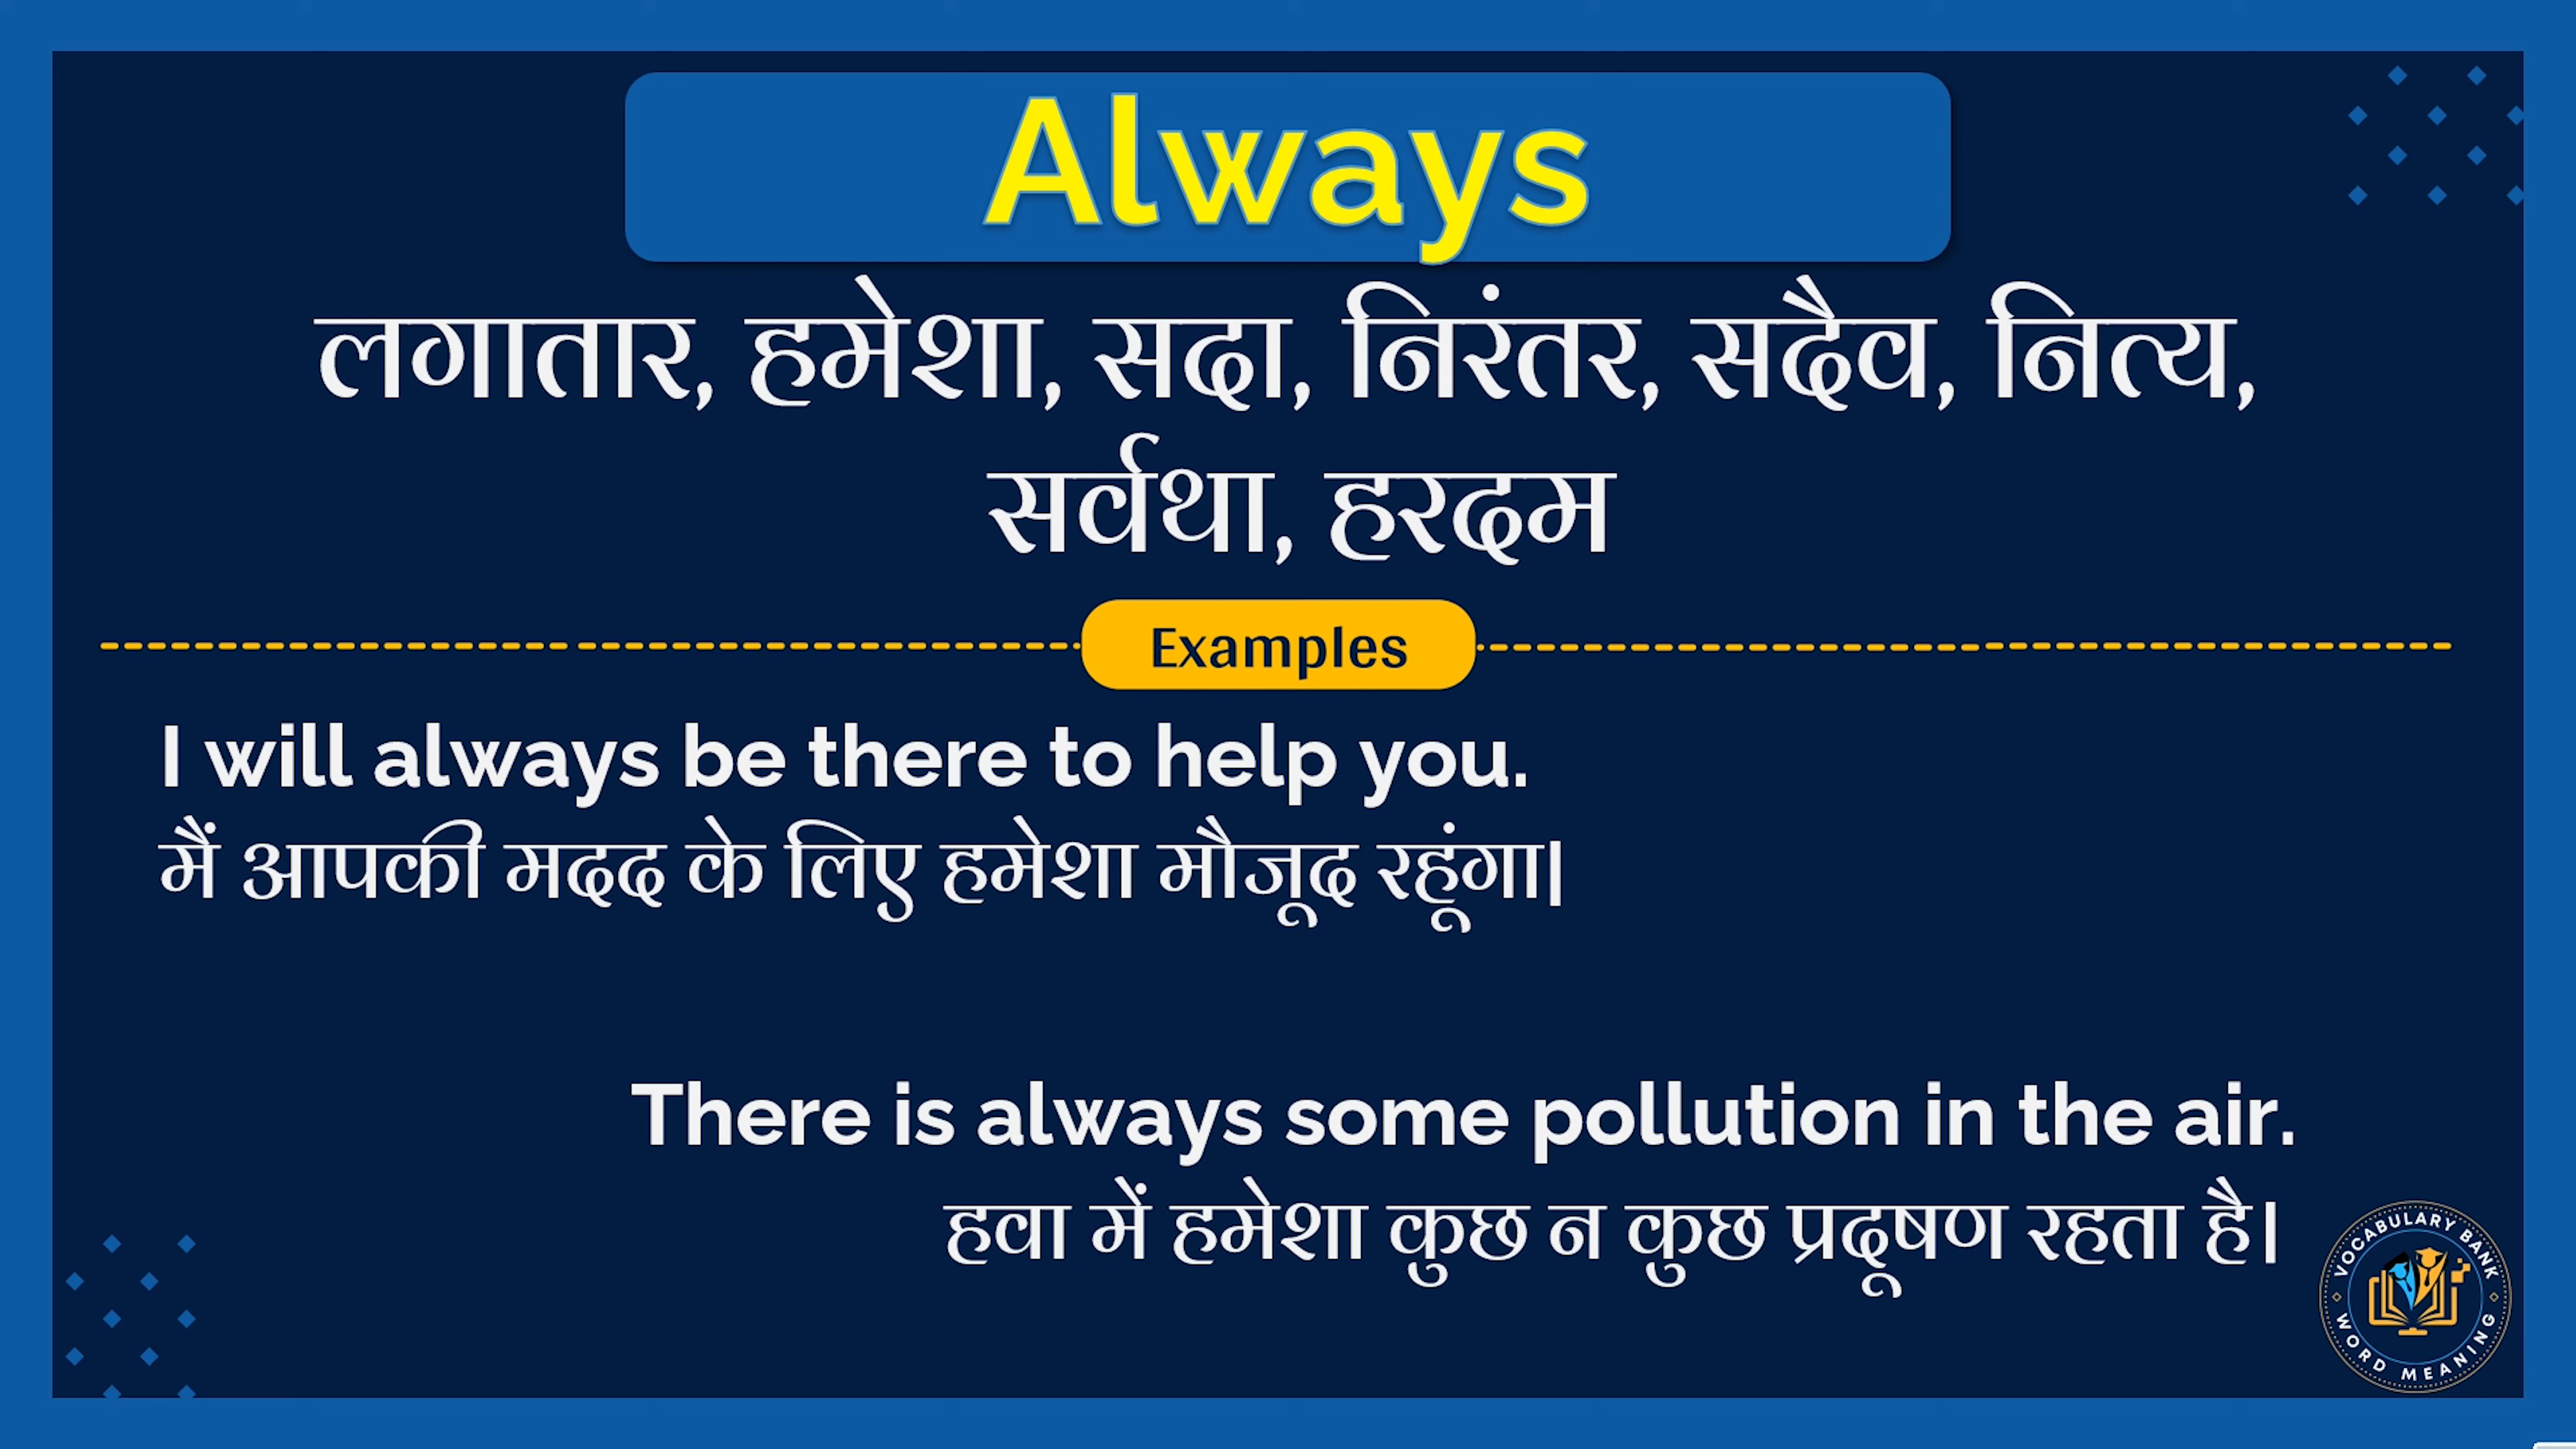 Always
लगातार, हमेशा, सदा, निरंतर, सदैव, नित्य,
सर्वथा, हरदम
Examples
I will always be there to help you.
मैं आपकी मदद के लिए हमेशा मौजूद रहूंगा।
There is always some pollution in the air.
हवा में हमेशा कुछ न कुछ प्रदूषण रहता है।
VOCABULARY BANK
WORD MEANING